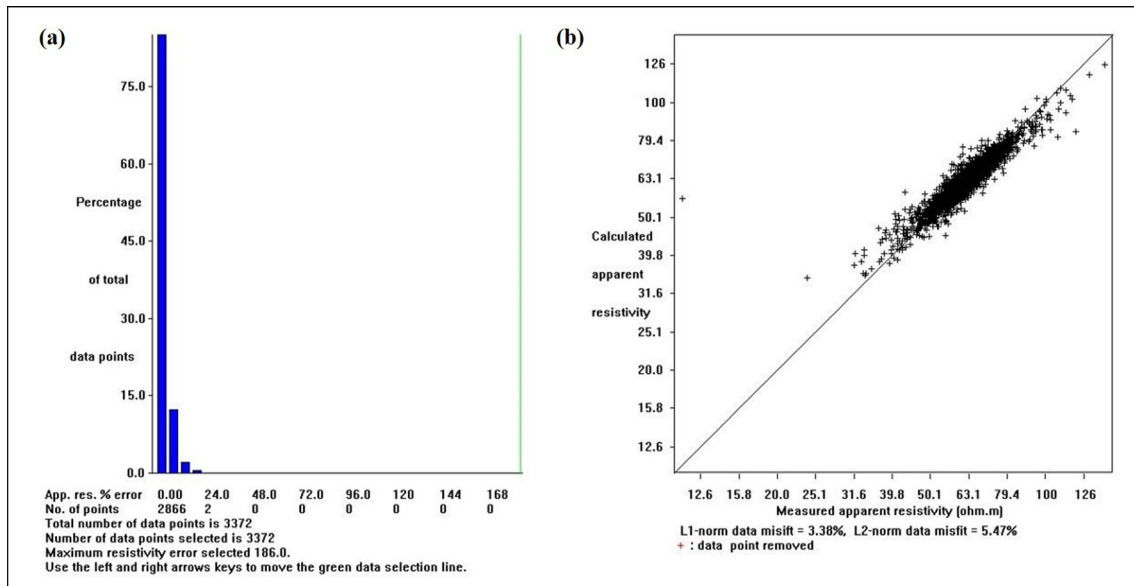 (a)
75.0
60.0
Percentage
45.0
of total
30.0
data points
15.0
0.0
App. res. % error 0.00 24.0 48.0 72.0 96.0 120 144 168
No. of points 2866 2 0 0 0 0 0 0
Total number of data points is 3372
Number of data points selected is 3372
Maximum resistivity error selected 186.0.
Use the left and right arrows keys to move the green data selection line.
(b)
126
100
79.4
63.1
50.1
Calculated
39.8
apparent
31.6
resistivity
25.1
20.0
15.8
12.6
12.6 15.8 20.0 25.1 31.6 39.8 50.1 63.1 79.4 100 126
Measured apparent resistivity [ohm.m)
L1-norm data misift = 3.38%, L2-norm data misfit = 5.47%
+ : data point removed